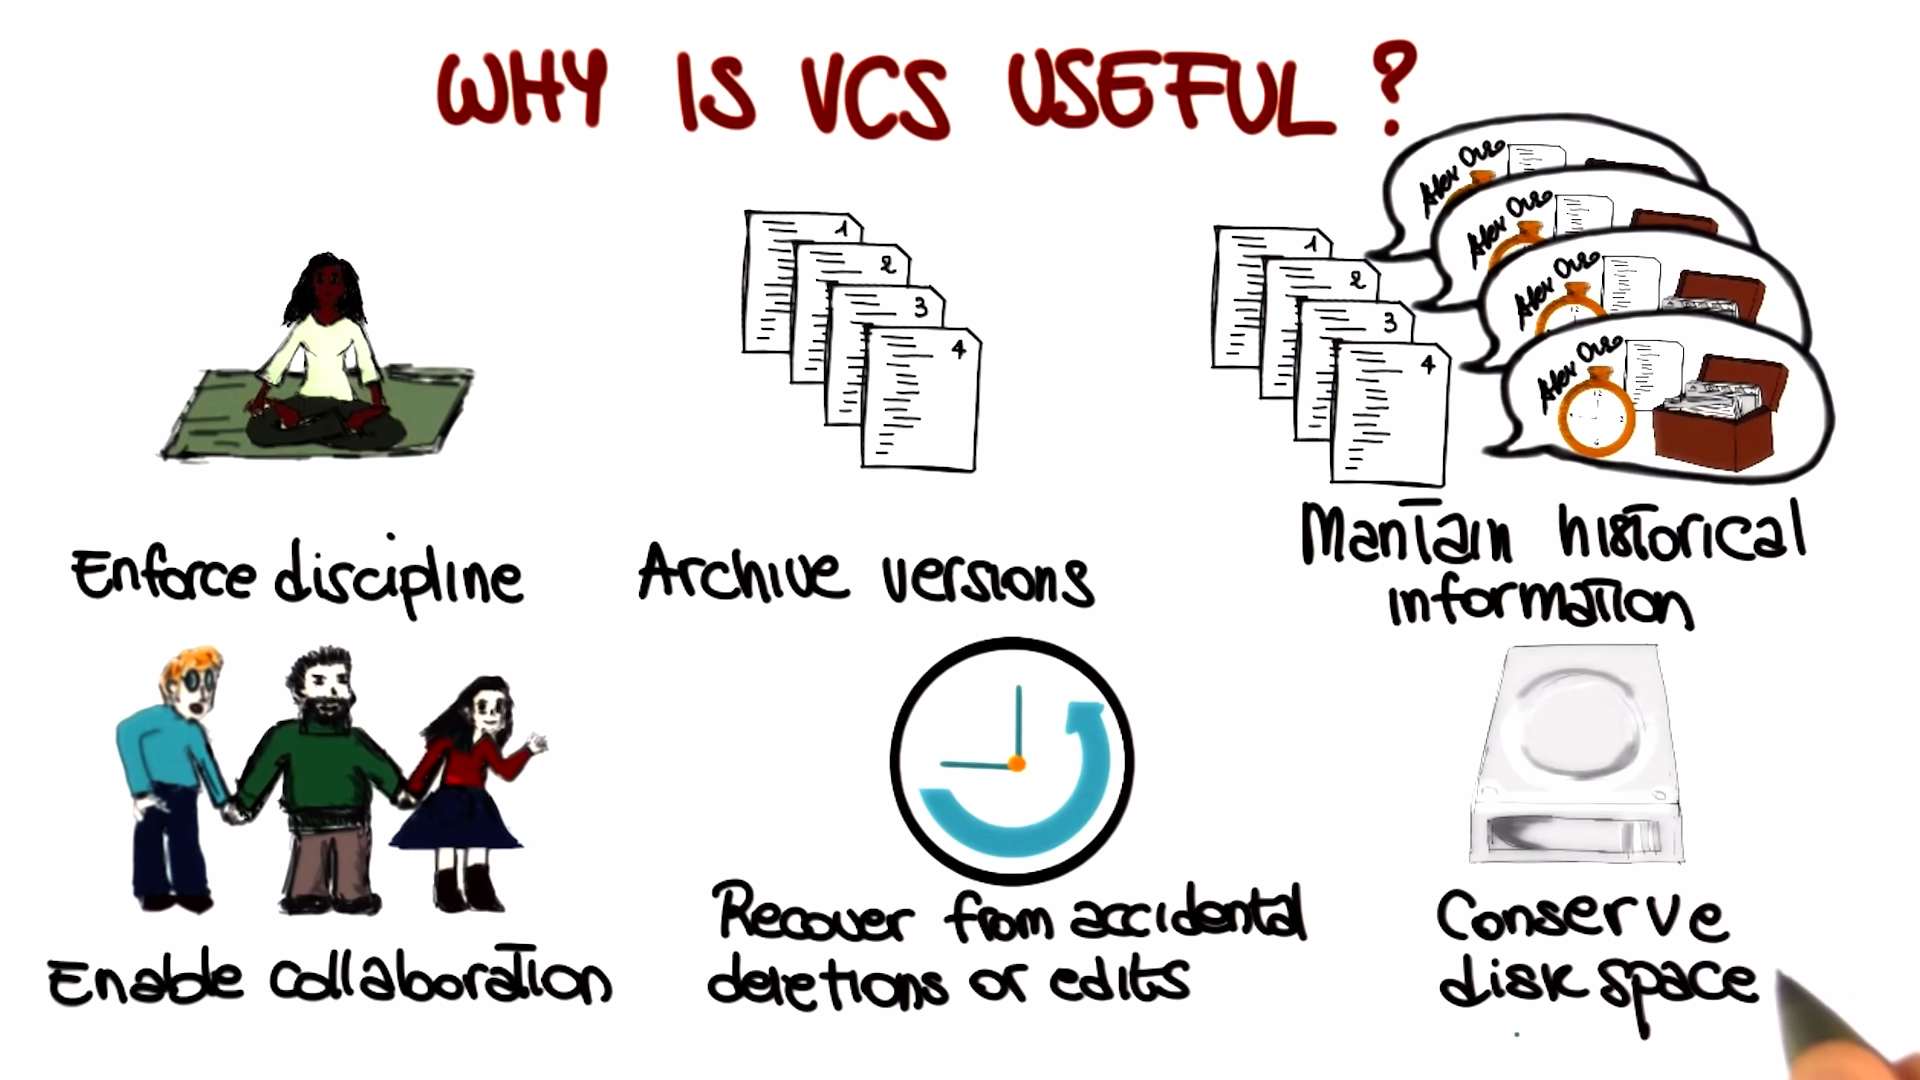 WHY IS VCS USEFUL ?
1
2
3
4
1
2
3
4
Alex Orso
Alex Orso
Alex Orso
Alex Orso
Enforce discipline
Archive versions
Mantain historical
information
Enable collaboration
Recover from accidental
deletions or edits
Conserve
disk space